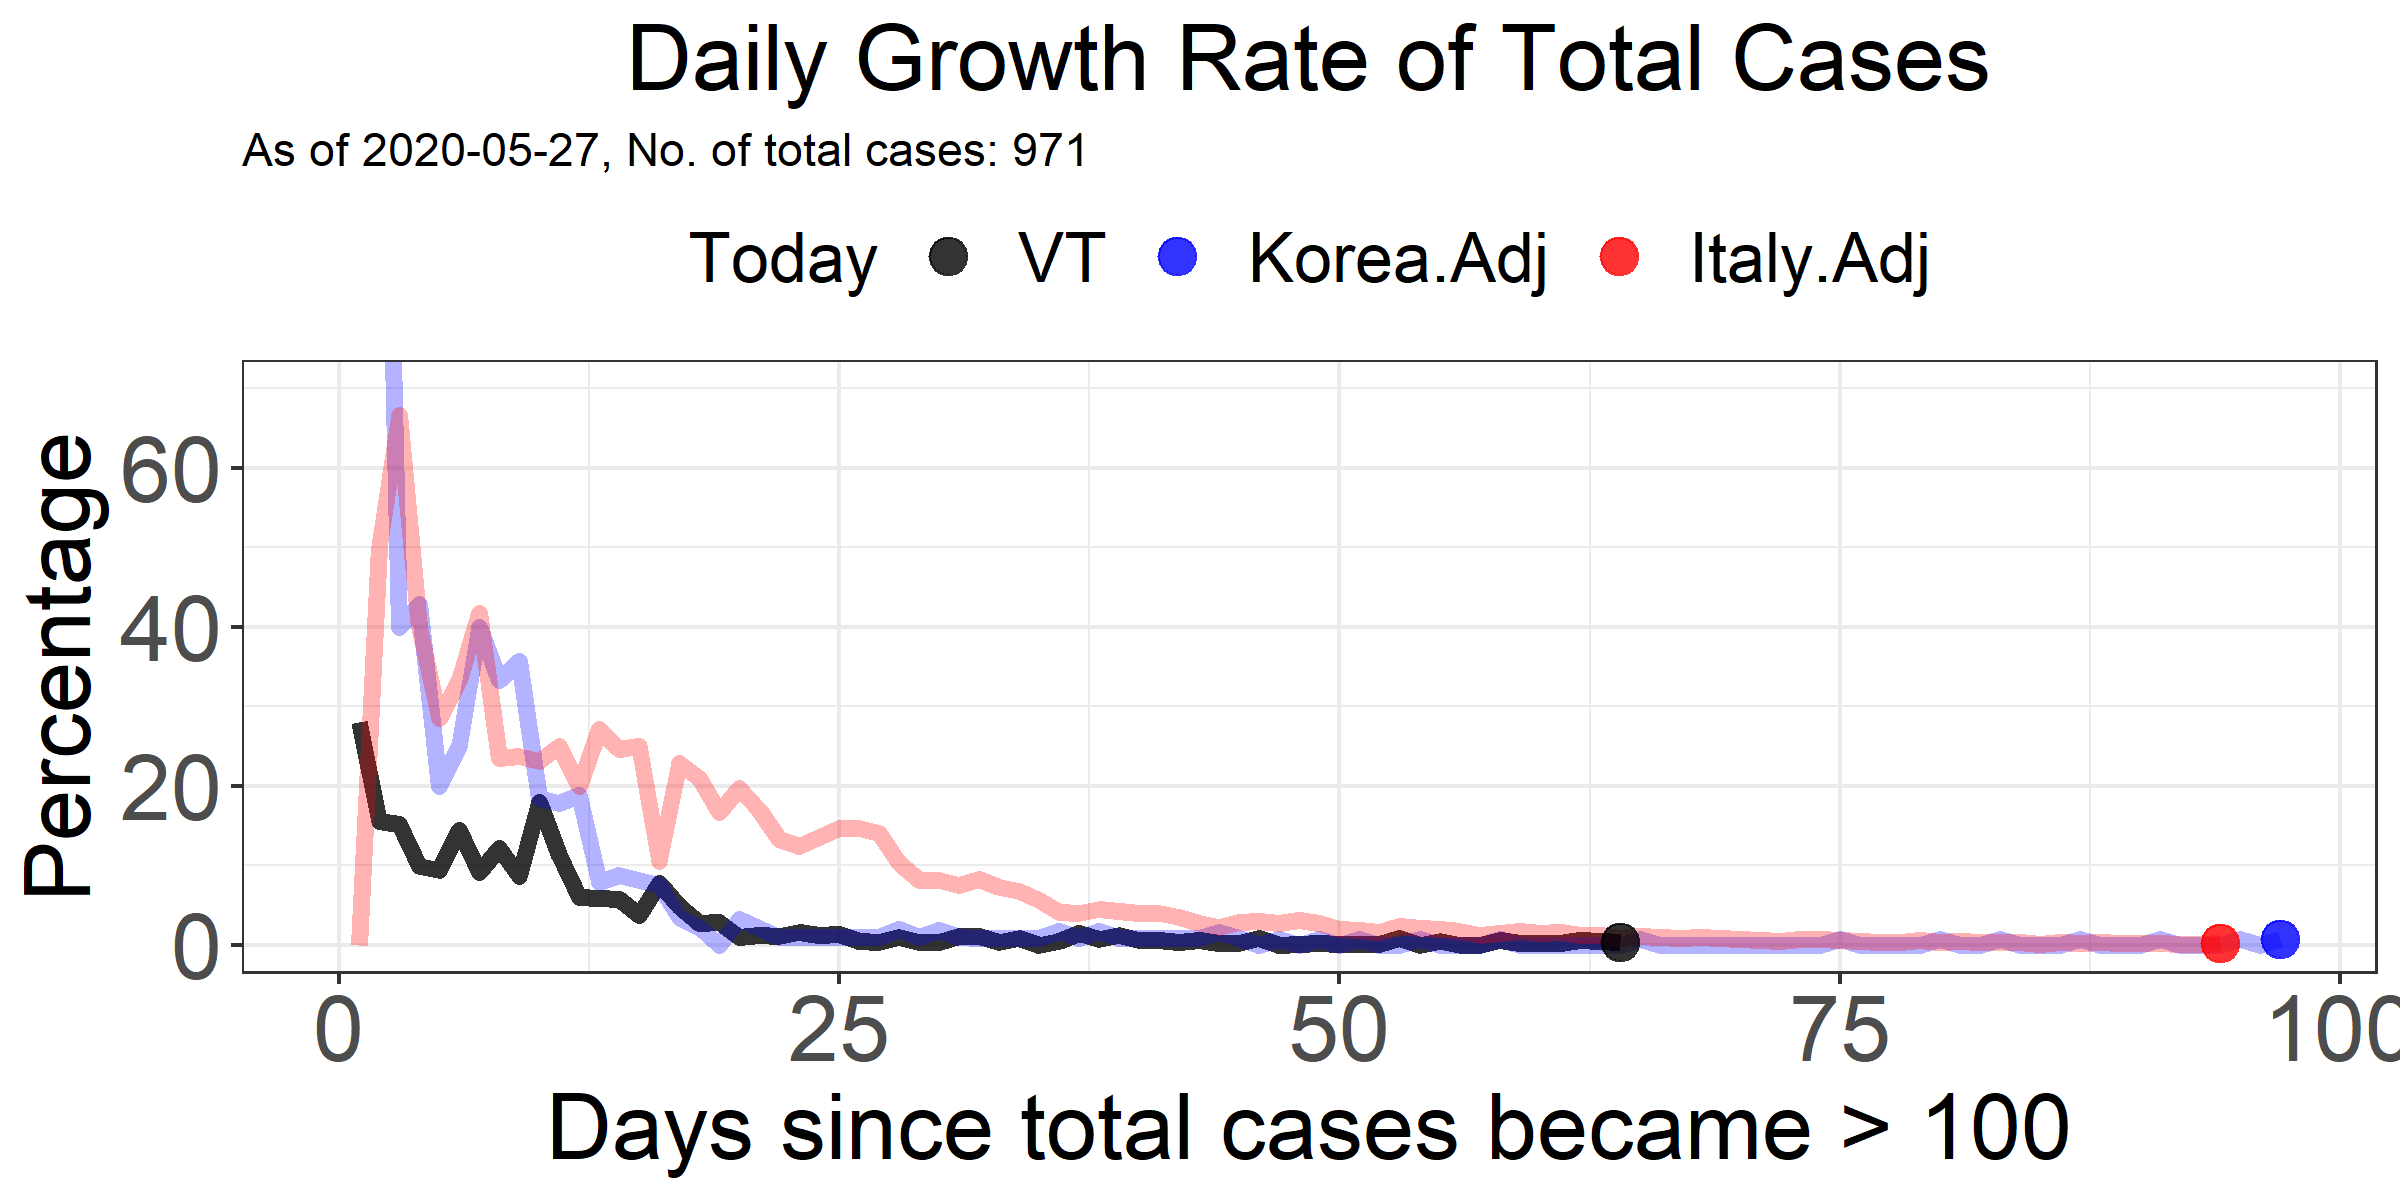 Daily Growth Rate of Total Cases
As of 2020-05-27, No. of total cases: 971
Today VT Korea.Adj Italy.Adj
Percentage
60
40
20
0
0 25 50 75 100
Days since total cases became > 100